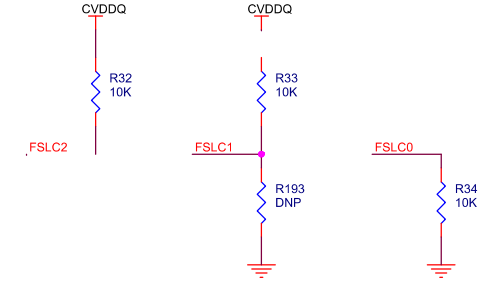 CVDDQ
CVDDQ
R32
10K
R33
10K
FSLC2
FSLC1
FSLC0
R193
DNP
R34
10K